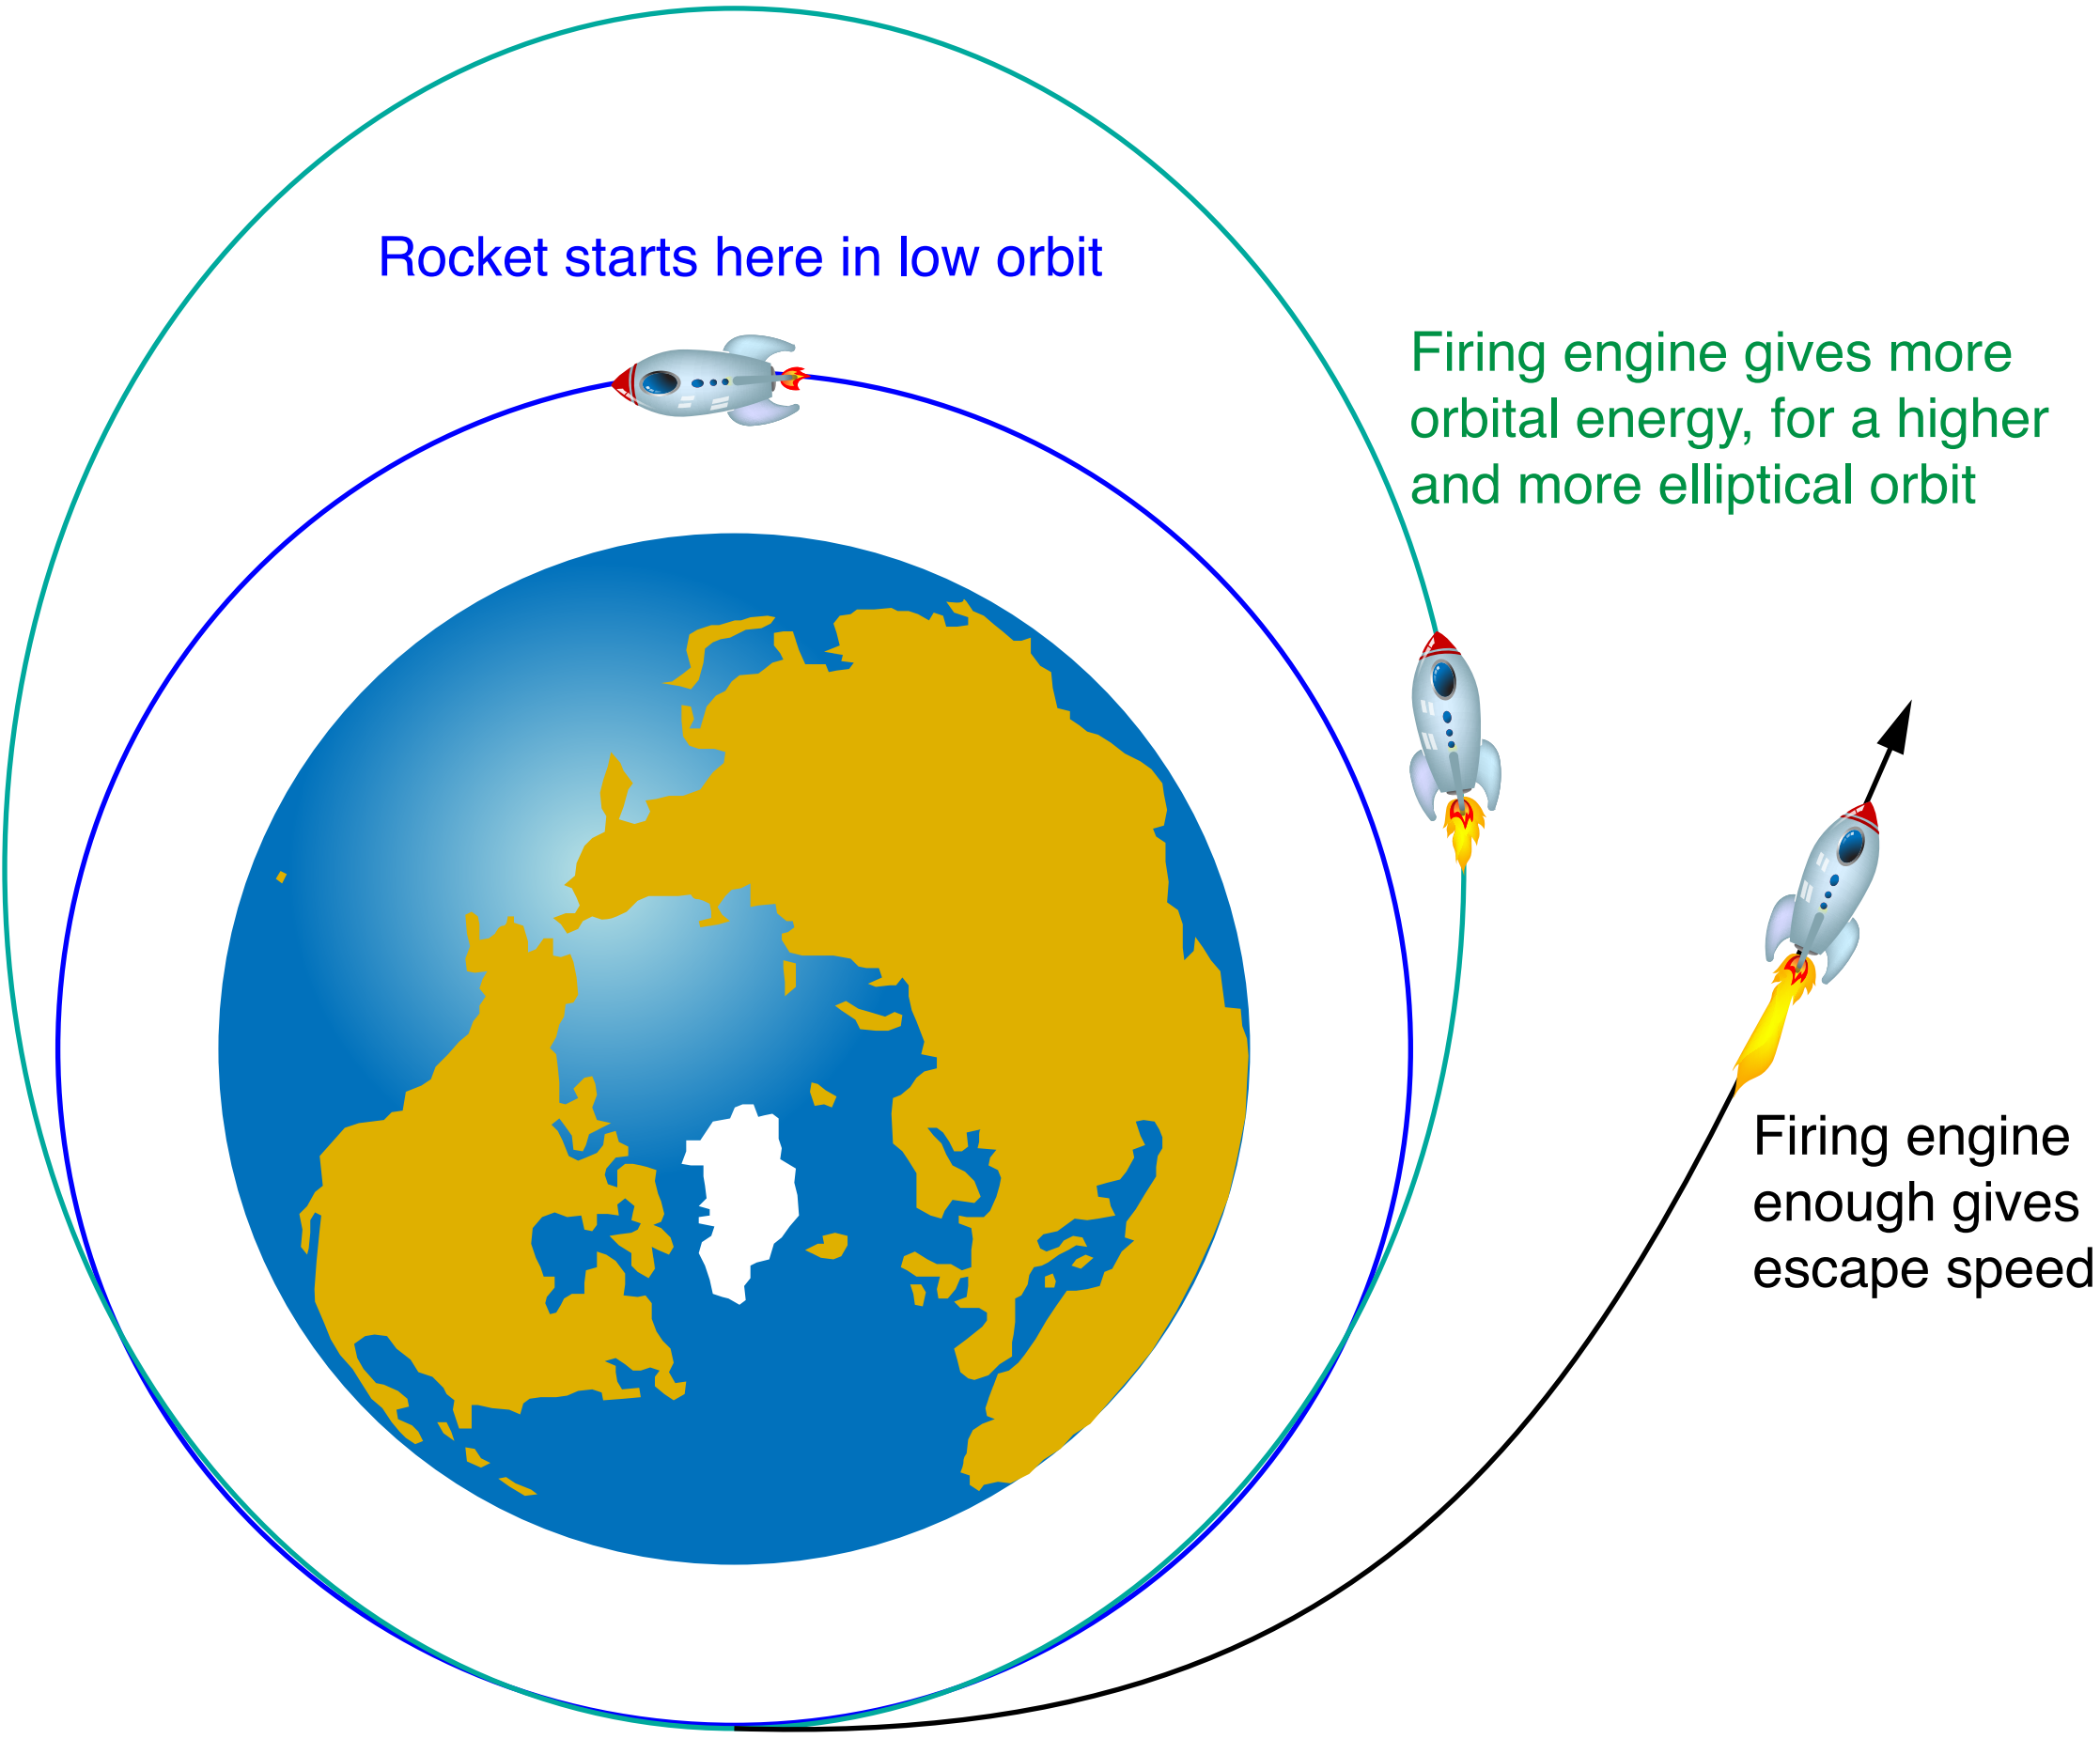 Rocket starts here in low orbit
Firing engine gives more
orbital energy, for a higher
and more elliptical orbit
Firing engine
enough gives
escape speed